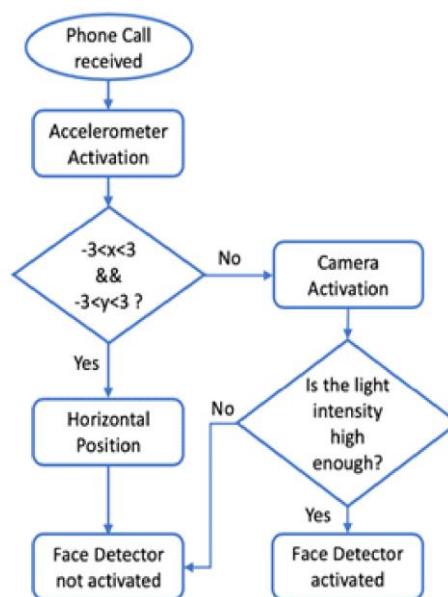 Phone Call
received
Accelerometer
Activation
-3<x<3
&&
-3<y<3 ?
No
Camera
Activation
Yes
Horizontal
Position
Is the light
intensity
high
enough?
No
Yes
Face Detector
not activated
Face Detector
activated